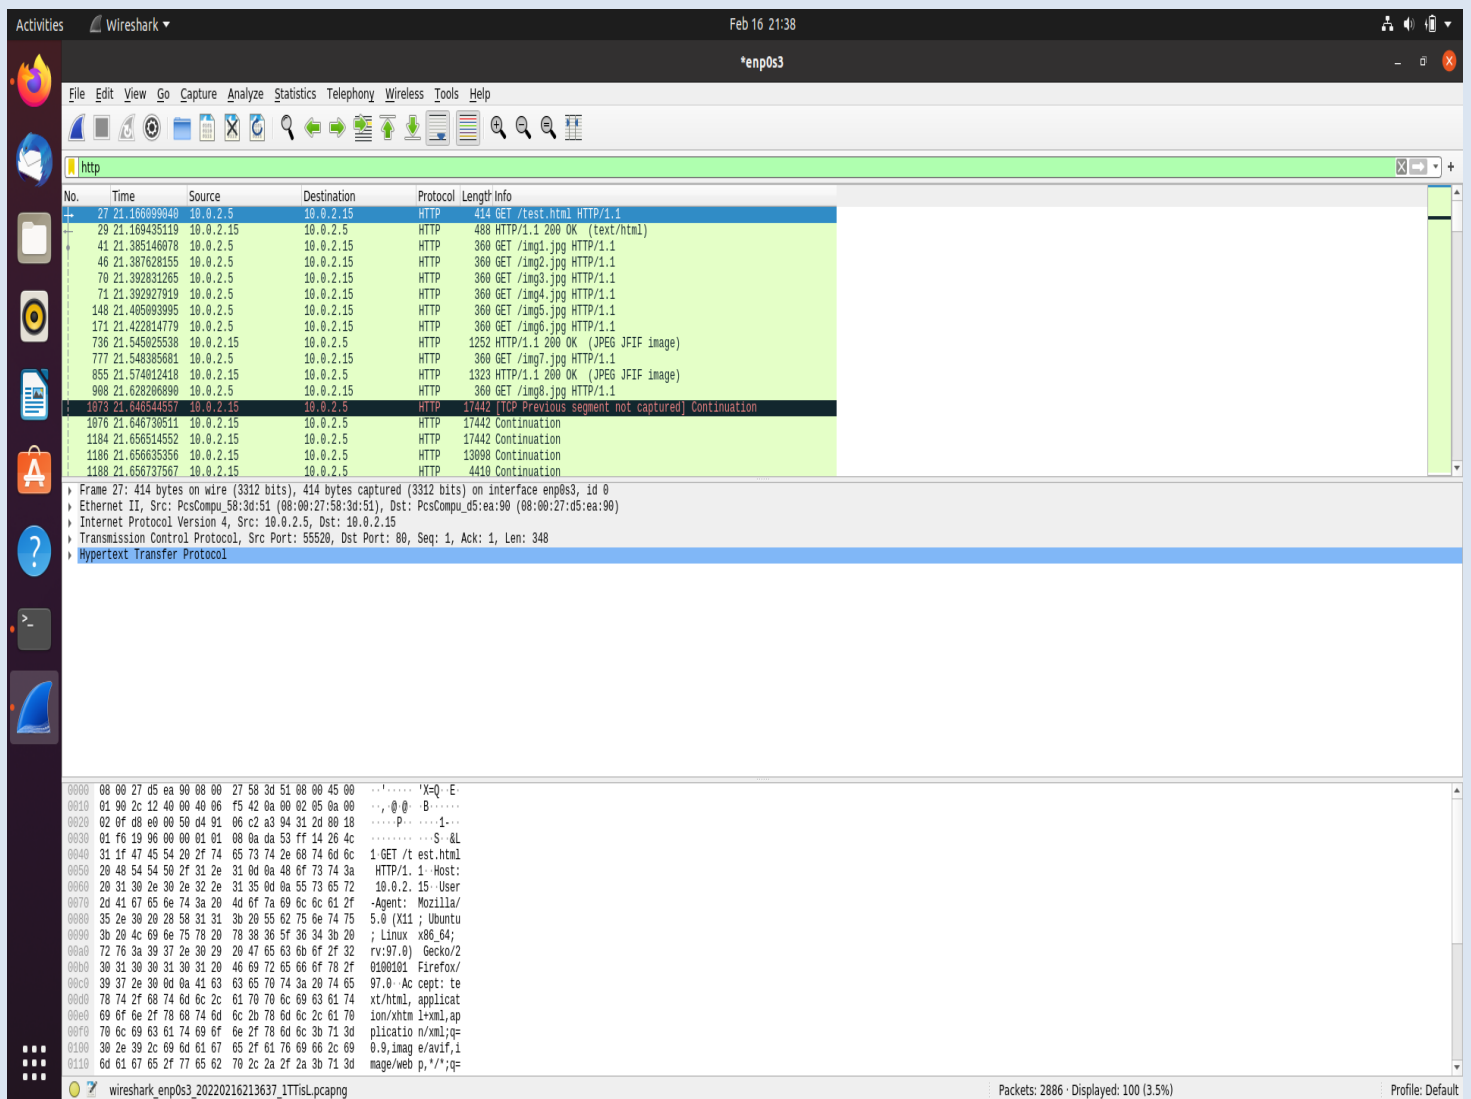 Activities Wireshark Feb 16 21:38
*enp0s3
File Edit View Go Capture Analyze Statistics Telephony Wireless Tools Help
http
No. Time Source Destination Protocol Length Info
27 21.166099040 10.0.2.5 10.0.2.15 HTTP 414 GET /test.html HTTP/1.1
29 21.169435119 10.0.2.15 10.0.2.5 HTTP 488 HTTP/1.1 200 OK (text/html)
41 21.385146078 10.0.2.5 10.0.2.15 HTTP 360 GET /img1.jpg HTTP/1.1
46 21.387628155 10.0.2.5 10.0.2.15 HTTP 360 GET /img2.jpg HTTP/1.1
70 21.392831265 10.0.2.5 10.0.2.15 HTTP 360 GET /img3.jpg HTTP/1.1
71 21.392927919 10.0.2.5 10.0.2.15 HTTP 360 GET /img4.jpg HTTP/1.1
148 21.405093995 10.0.2.5 10.0.2.15 HTTP 360 GET /img5.jpg HTTP/1.1
171 21.422814779 10.0.2.5 10.0.2.15 HTTP 360 GET /img6.jpg HTTP/1.1
736 21.545025538 10.0.2.15 10.0.2.5 HTTP 1252 HTTP/1.1 200 OK (JPEG JFIF image)
777 21.548385681 10.0.2.5 10.0.2.15 HTTP 360 GET /img7.jpg HTTP/1.1
855 21.574012418 10.0.2.15 10.0.2.5 HTTP 1323 HTTP/1.1 200 OK (JPEG JFIF image)
908 21.628206890 10.0.2.5 10.0.2.15 HTTP 360 GET /img8.jpg HTTP/1.1
1073 21.646544557 10.0.2.15 10.0.2.5 HTTP 17442 [TCP Previous segment not captured] Continuation
1076 21.646730511 10.0.2.15 10.0.2.5 HTTP 17442 Continuation
1184 21.656514552 10.0.2.15 10.0.2.5 HTTP 17442 Continuation
1186 21.656635356 10.0.2.15 10.0.2.5 HTTP 13098 Continuation
1188 21.656737567 10.0.2.15 10.0.2.5 HTTP 4410 Continuation
Frame 27: 414 bytes on wire (3312 bits), 414 bytes captured (3312 bits) on interface enp0s3, id 0
Ethernet II, Src: PcsCompu_58:3d:51 (08:00:27:58:3d:51), Dst: PcsCompu_d5:ea:90 (08:00:27:d5:ea:90)
Internet Protocol Version 4, Src: 10.0.2.5, Dst: 10.0.2.15
Transmission Control Protocol, Src Port: 55520, Dst Port: 80, Seq: 1, Ack: 1, Len: 348
Hypertext Transfer Protocol
0000 08 00 27 d5 ea 90 08 00 27 58 3d 51 08 00 45 00 ··'····· 'X=Q··E·
0010 01 90 2c 12 40 00 40 06 f5 42 0a 00 02 05 0a 00 ··,·@·@· ·B······
0020 02 0f d8 e0 00 50 d4 91 06 c2 a3 94 31 2d 80 18 ·····P·· ····1-··
0030 01 f6 19 96 00 00 01 01 08 0a da 53 ff 14 26 4c ········ ···S··&L
0040 31 1f 47 45 54 20 2f 74 65 73 74 2e 68 74 6d 6c 1·GET /t est.html
0050 20 48 54 54 50 2f 31 2e 31 0d 0a 48 6f 73 74 3a HTTP/1. 1··Host:
0060 20 31 30 2e 30 2e 32 2e 31 35 0d 0a 55 73 65 72 10.0.2. 15··User
0070 2d 41 67 65 6e 74 3a 20 4d 6f 7a 69 6c 6c 61 2f -Agent: Mozilla/
0080 35 2e 30 20 28 58 31 31 3b 20 55 62 75 6e 74 75 5.0 (X11 ; Ubuntu
0090 3b 20 4c 69 6e 75 78 20 78 38 36 5f 36 34 3b 20 ; Linux x86_64;
00a0 72 76 3a 39 37 2e 30 29 20 47 65 63 6b 6f 2f 32 rv:97.0) Gecko/2
00b0 30 31 30 30 31 30 31 20 46 69 72 65 66 6f 78 2f 0100101 Firefox/
00c0 39 37 2e 30 0d 0a 41 63 63 65 70 74 3a 20 74 65 97.0··Ac cept: te
00d0 78 74 2f 68 74 6d 6c 2c 61 70 70 6c 69 63 61 74 xt/html, applicat
00e0 69 6f 6e 2f 78 68 74 6d 6c 2b 78 6d 6c 2c 61 70 ion/xhtm l+xml,ap
00f0 70 6c 69 63 61 74 69 6f 6e 2f 78 6d 6c 3b 71 3d plicatio n/xml;q=
0100 30 2e 39 2c 69 6d 61 67 65 2f 61 76 69 66 2c 69 0.9,imag e/avif,i
0110 6d 61 67 65 2f 77 65 62 70 2c 2a 2f 2a 3b 71 3d mage/web p,*/*;q=
wireshark_enp0s3_20220216213637_1TTisL.pcapng Packets: 2886 · Displayed: 100 (3.5%) Profile: Default